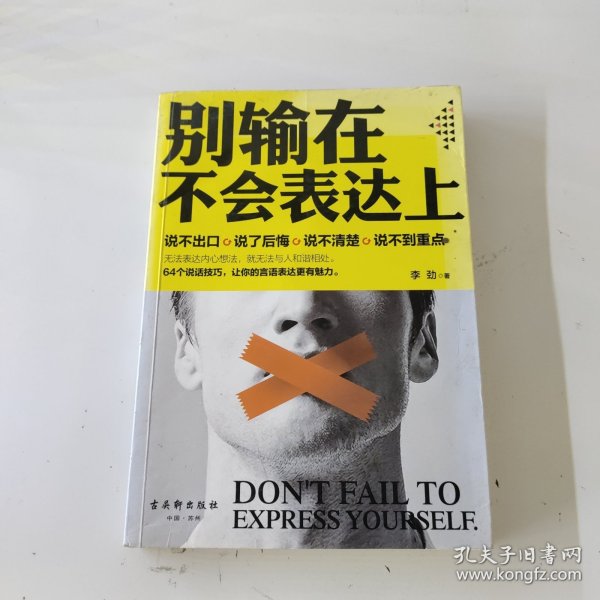 别输在
不会表达上
说不出口 说了后悔 说不清楚 说不到重点
无法表达内心想法，就无法与人和谐相处。
64个说话技巧，让你的言语表达更有魅力。
李劲 著
DON'T FAIL TO
EXPRESS YOURSELF.
古吴轩出版社
中国·苏州
孔夫子旧书网
www.kongfz.com